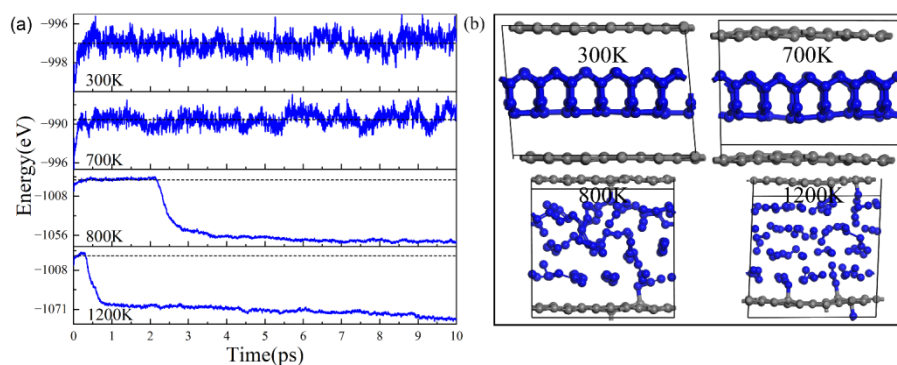 (a)
Energy(eV)
−996
−998
300K
−990
−996
700K
−1008
−1056
800K
−1008
−1071
1200K
0 1 2 3 4 5 6 7 8 9 10
Time(ps)
(b)
300K
700K
800K
1200K